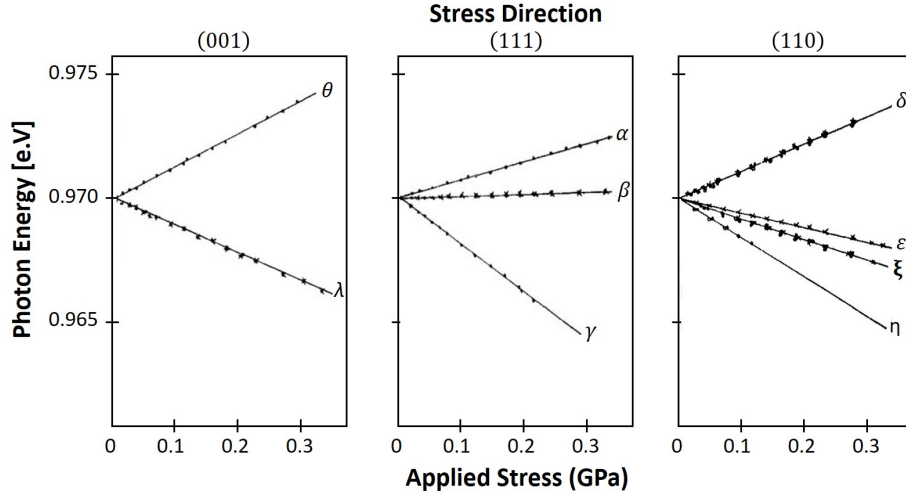 Stress Direction
(001) (111) (110)
0.975
0.970
0.965
Photon Energy [e.V]
θ
λ
α
β
γ
δ
ε
ξ
η
0 0.1 0.2 0.3 0 0.1 0.2 0.3 0 0.1 0.2 0.3
Applied Stress (GPa)